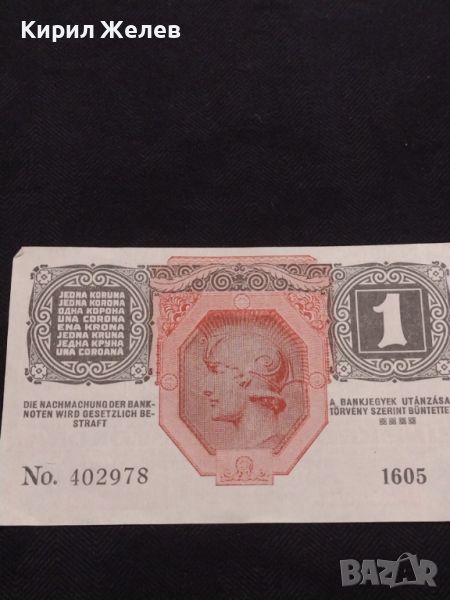 Кирил Желев
JEDNA KORUNA
JEDNA KORONA
ОДНА КОРОНА
UNA CORONA
ENA KRONA
JEDNA KRUNA
ЈЕДНА КРУНА
UNA COROANĂ
1
DIE NACHMACHUNG DER BANK-
NOTEN WIRD GESETZLICH BE-
STRAFT
A BANKJEGYEK UTÁNZÁSA
TÖRVÉNY SZERINT BÜNTETTE
No. 402978
1605
BAZAR